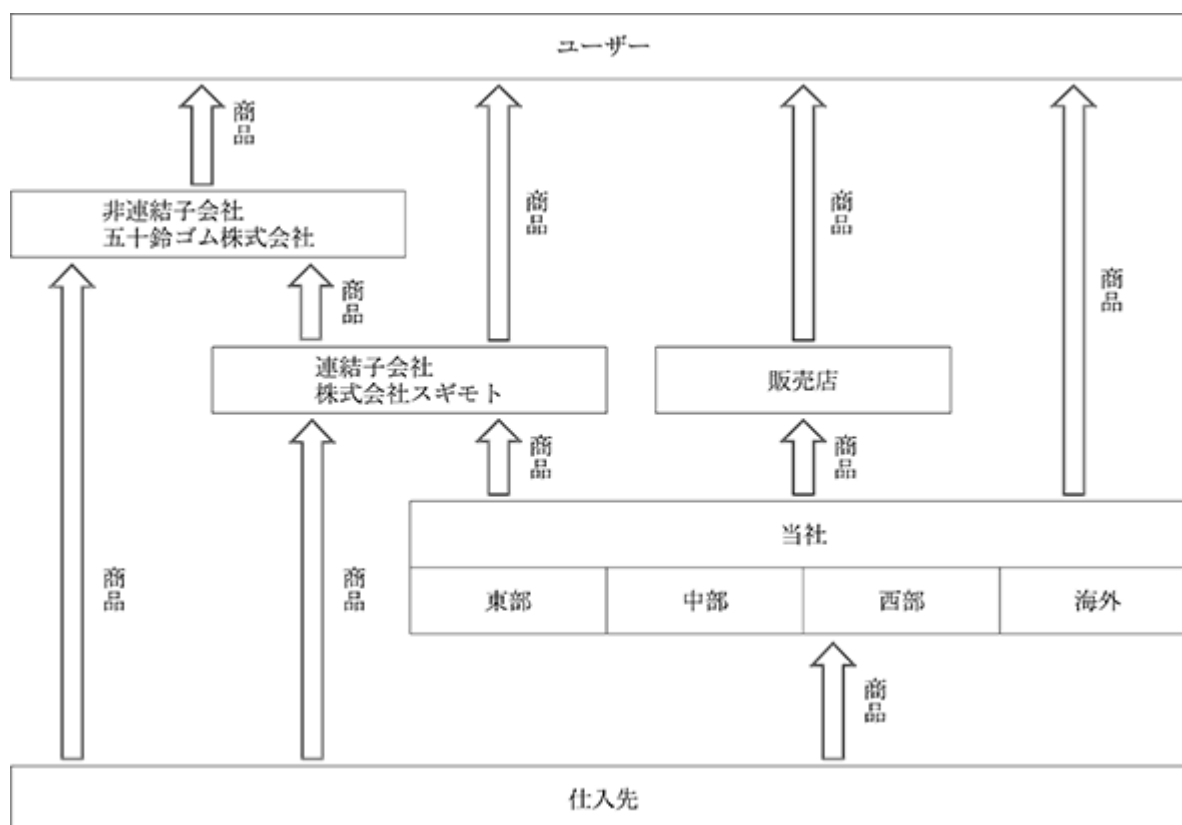 ユーザー
商品
非連結子会社
五十鈴ゴム株式会社
商品
商品
商品
商品
連結子会社
株式会社スギモト
販売店
商品
商品
当社
商品
商品
東部
中部
西部
海外
商品
仕入先